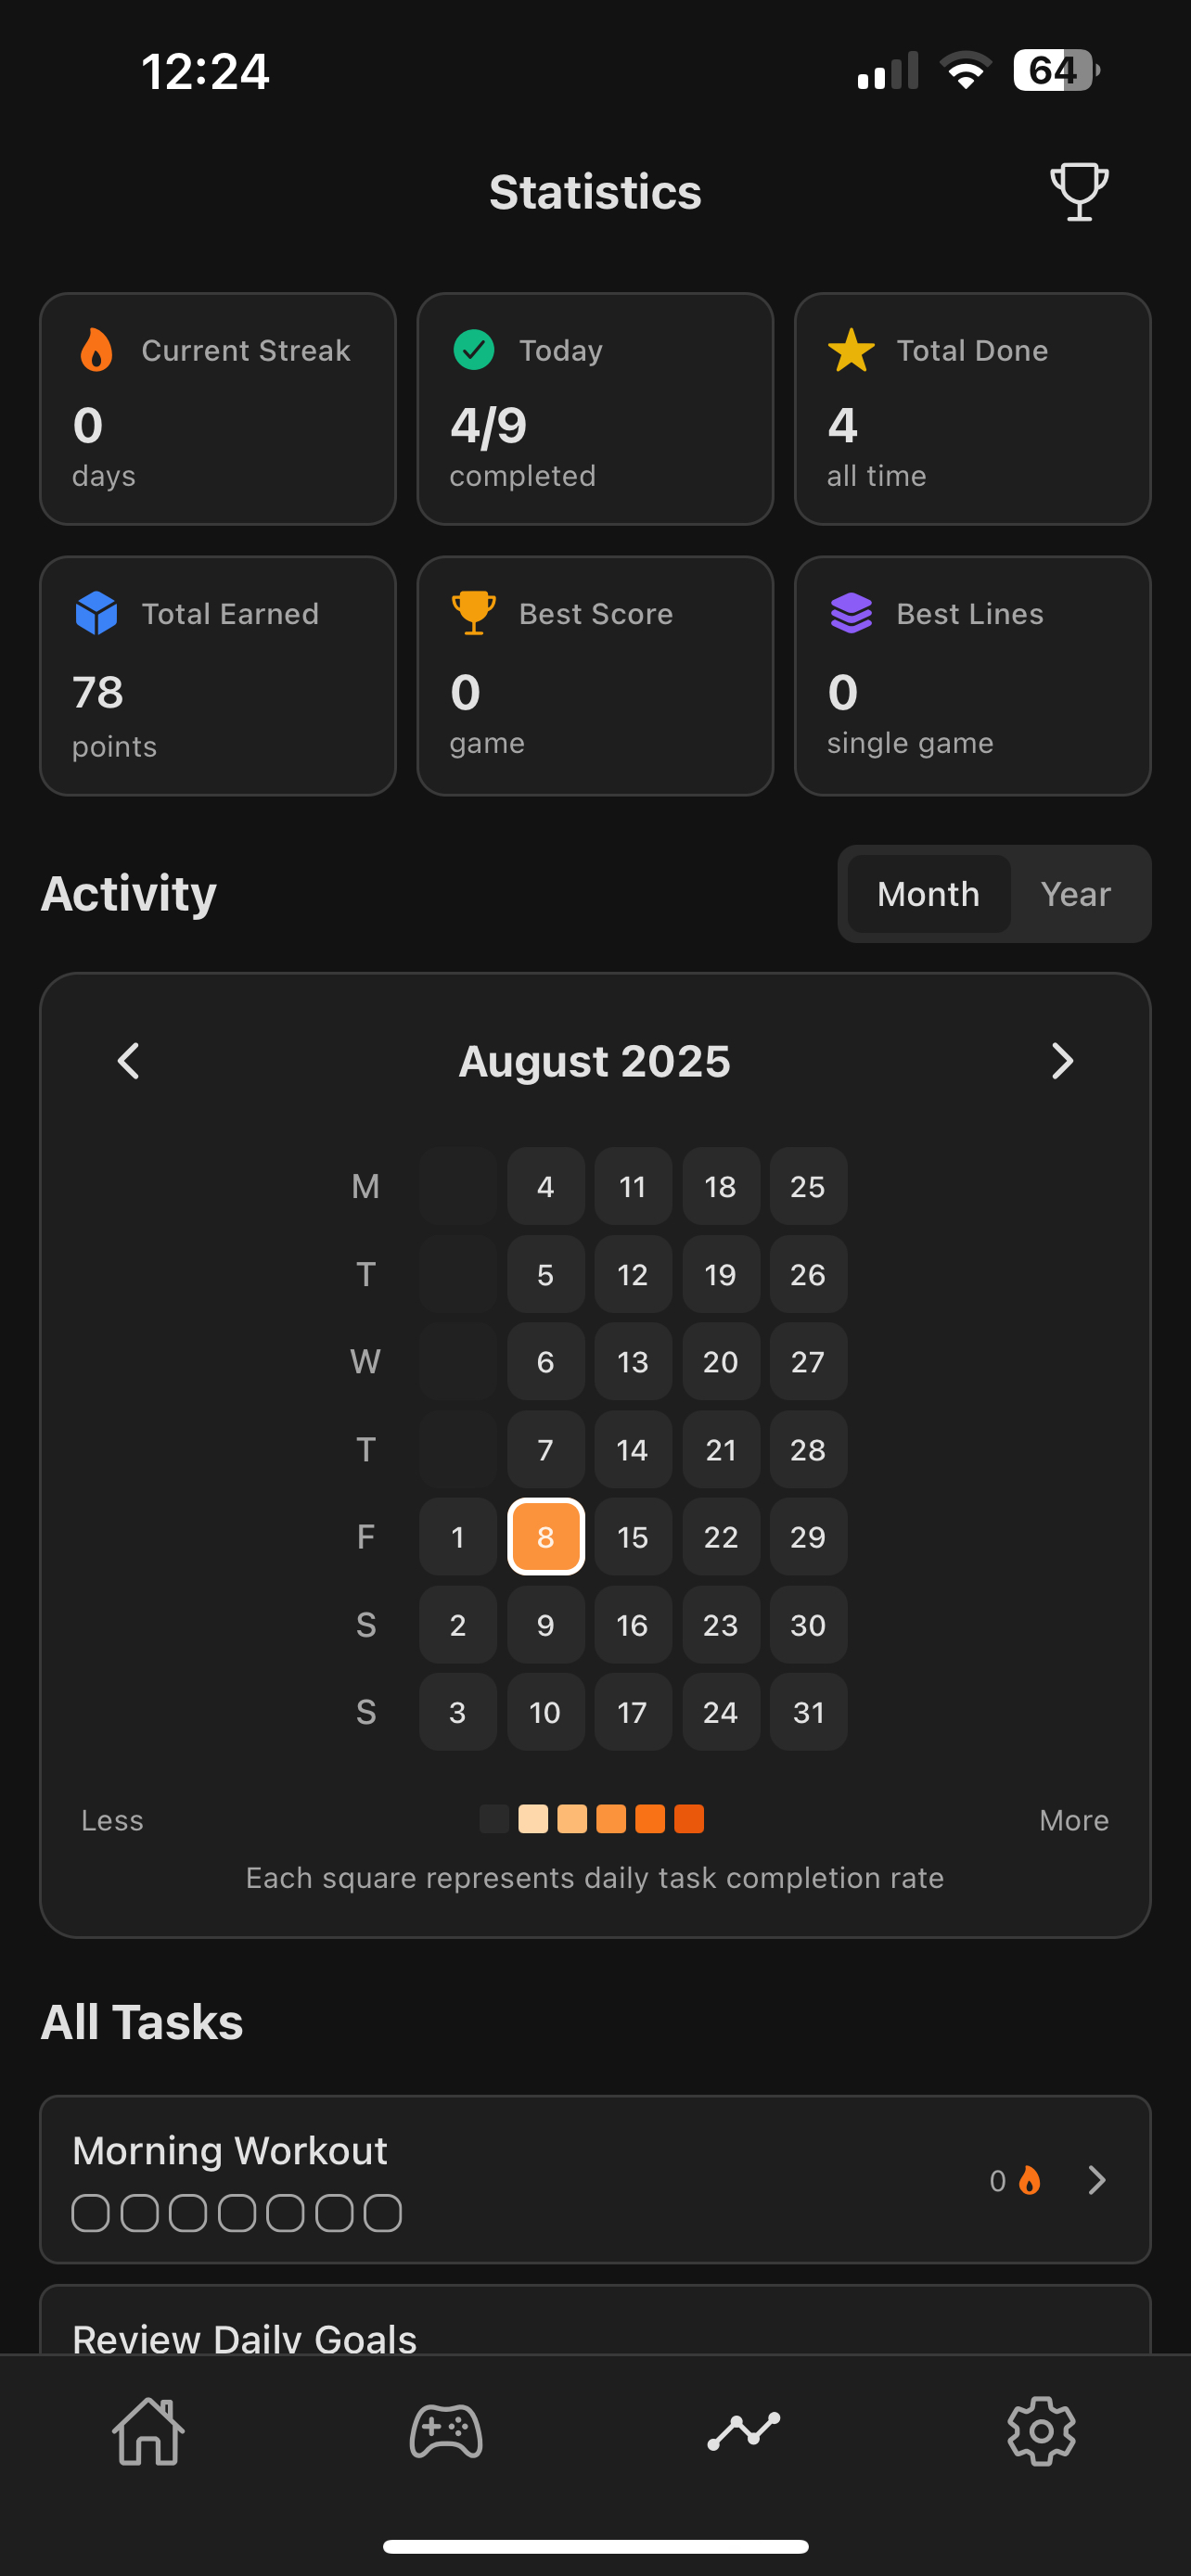 12:24
64
Statistics
Current Streak
0
days
Today
4/9
completed
Total Done
4
all time
Total Earned
78
points
Best Score
0
game
Best Lines
0
single game
Activity
Month Year
August 2025
M 4 11 18 25
T 5 12 19 26
W 6 13 20 27
T 7 14 21 28
F 1 8 15 22 29
S 2 9 16 23 30
S 3 10 17 24 31
Less More
Each square represents daily task completion rate
All Tasks
Morning Workout
0
Review Daily Goals